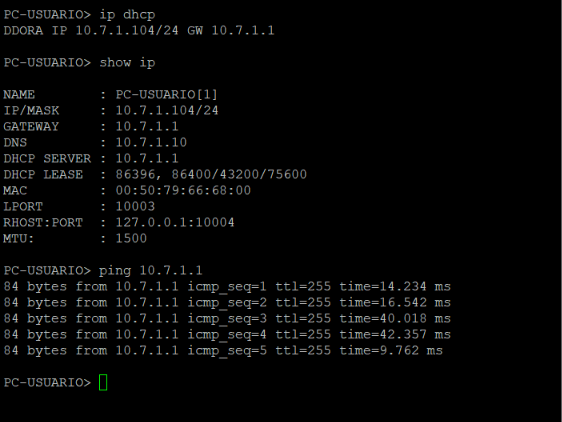 PC-USUARIO> ip dhcp
DDORA IP 10.7.1.104/24 GW 10.7.1.1
PC-USUARIO> show ip
NAME        : PC-USUARIO[1]
IP/MASK     : 10.7.1.104/24
GATEWAY     : 10.7.1.1
DNS         : 10.7.1.10
DHCP SERVER : 10.7.1.1
DHCP LEASE  : 86396, 86400/43200/75600
MAC         : 00:50:79:66:68:00
LPORT       : 10003
RHOST:PORT  : 127.0.0.1:10004
MTU:        : 1500
PC-USUARIO> ping 10.7.1.1
84 bytes from 10.7.1.1 icmp_seq=1 ttl=255 time=14.234 ms
84 bytes from 10.7.1.1 icmp_seq=2 ttl=255 time=16.542 ms
84 bytes from 10.7.1.1 icmp_seq=3 ttl=255 time=40.018 ms
84 bytes from 10.7.1.1 icmp_seq=4 ttl=255 time=42.357 ms
84 bytes from 10.7.1.1 icmp_seq=5 ttl=255 time=9.762 ms
PC-USUARIO>